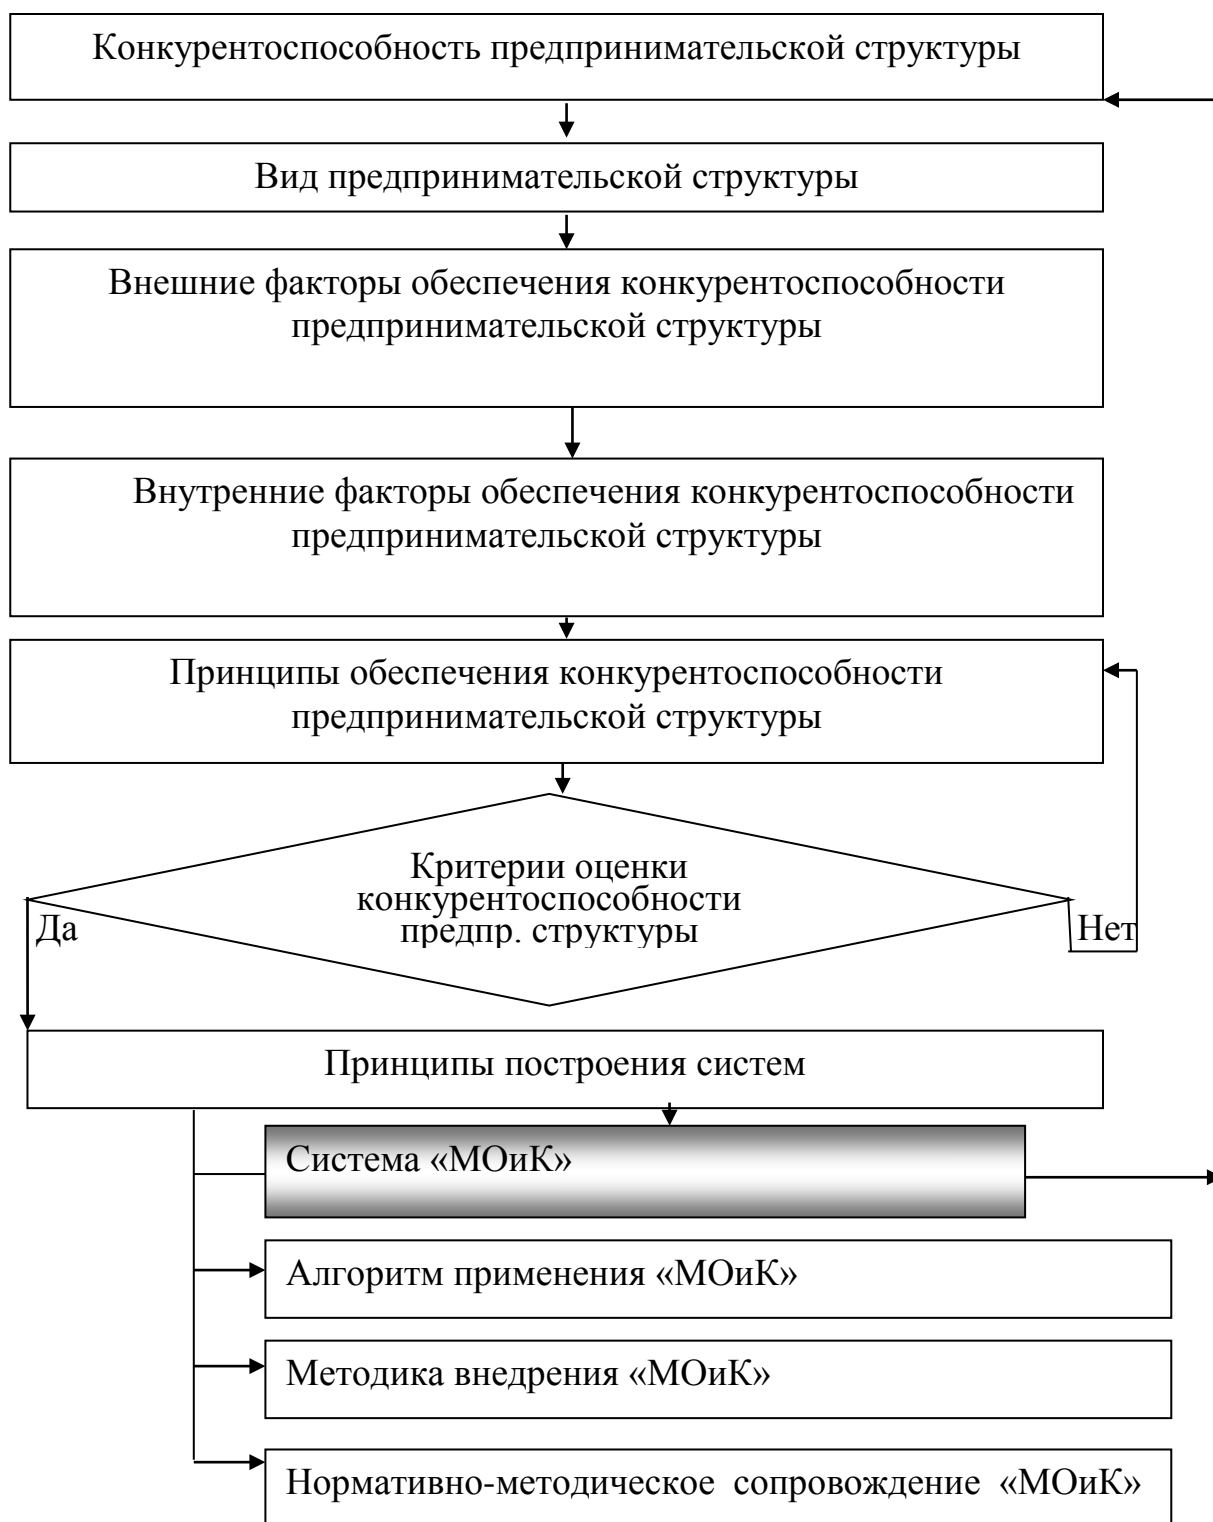 Конкурентоспособность предпринимательской структуры
Вид предпринимательской структуры
Внешние факторы обеспечения конкурентоспособности
предпринимательской структуры
Внутренние факторы обеспечения конкурентоспособности
предпринимательской структуры
Принципы обеспечения конкурентоспособности
предпринимательской структуры
Критерии оценки
конкурентоспособности
предпр. структуры
Да
Нет
Принципы построения систем
Система «МОиК»
Алгоритм применения «МОиК»
Методика внедрения «МОиК»
Нормативно-методическое сопровождение «МОиК»